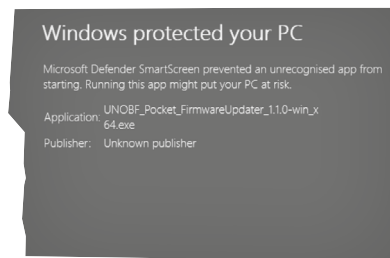 Windows protected your PC
Microsoft Defender SmartScreen prevented an unrecognised app from
starting. Running this app might put your PC at risk.
Application: UNOBF_Pocket_FirmwareUpdater_1.1.0-win_x
64.exe
Publisher: Unknown publisher